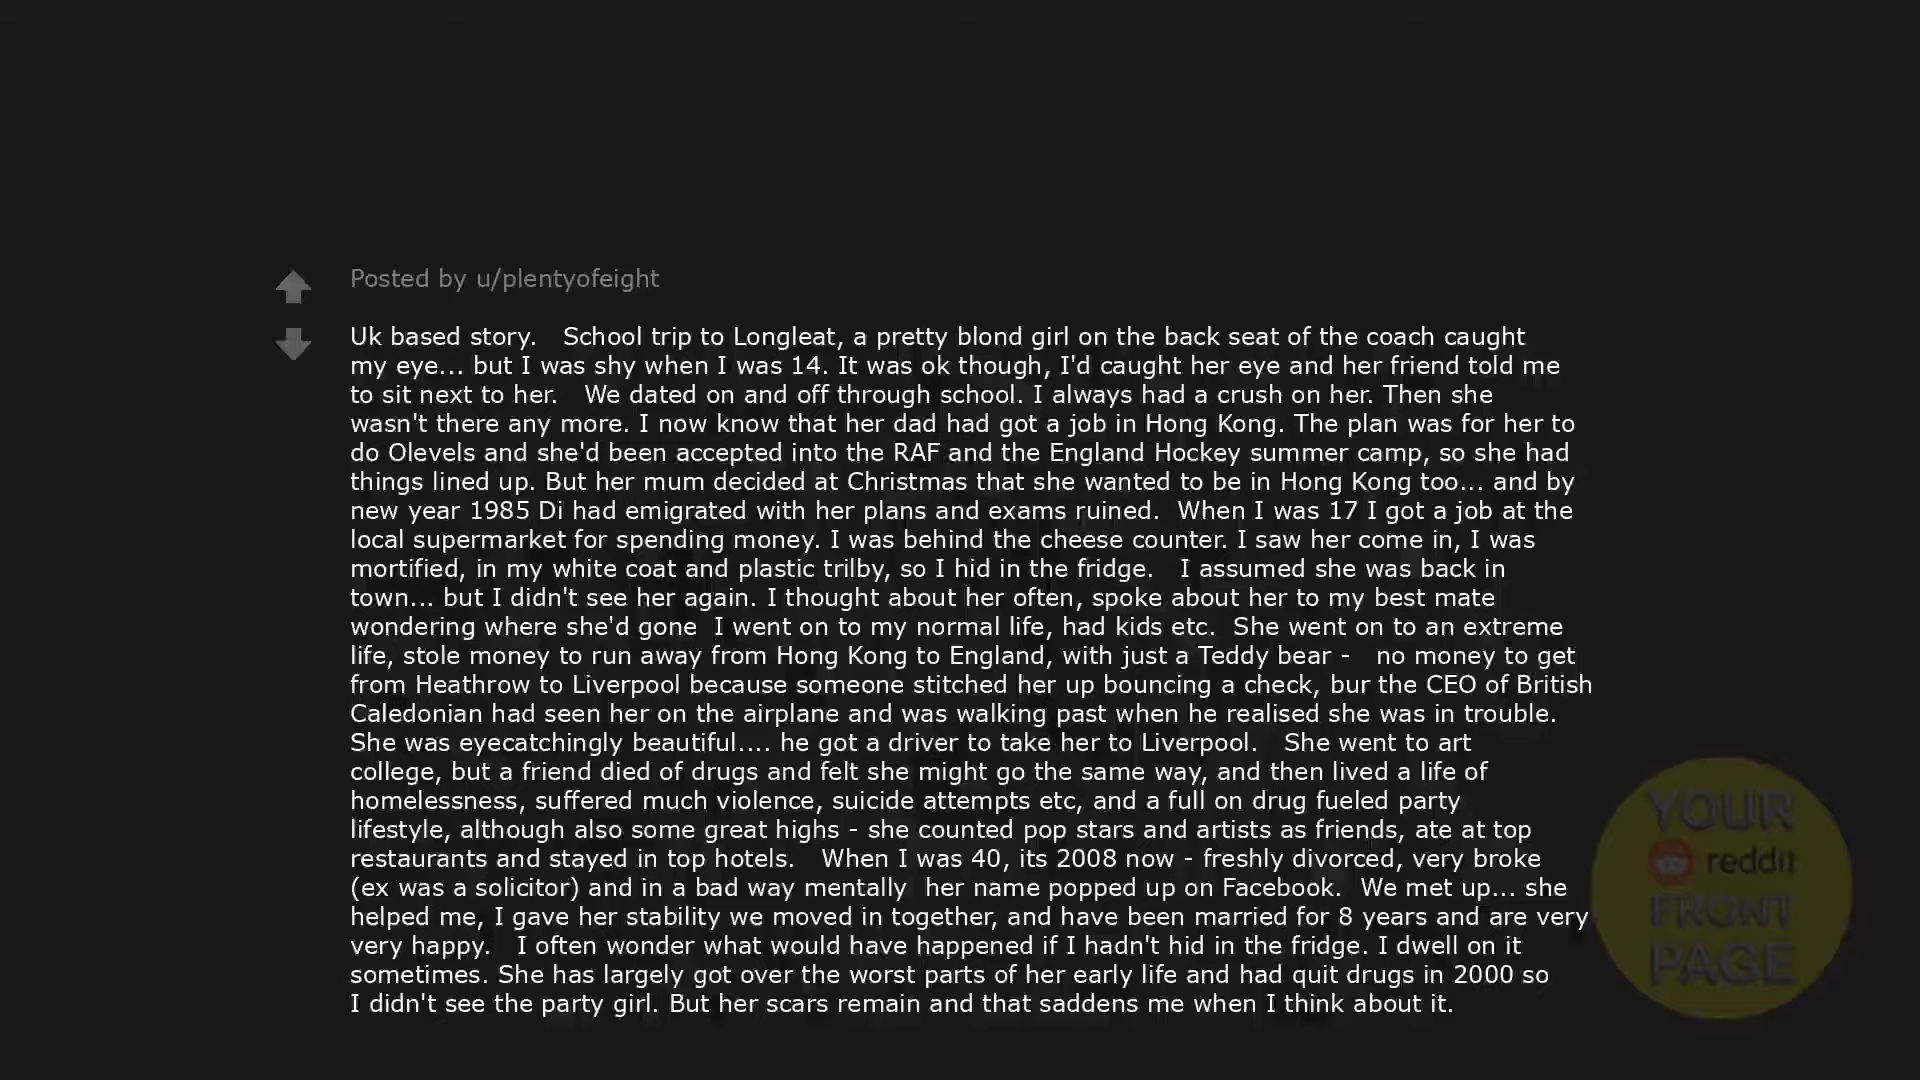 Posted by u/plentyofeight
Uk based story.   School trip to Longleat, a pretty blond girl on the back seat of the coach caught
my eye... but I was shy when I was 14. It was ok though, I'd caught her eye and her friend told me
to sit next to her.   We dated on and off through school. I always had a crush on her. Then she
wasn't there any more. I now know that her dad had got a job in Hong Kong. The plan was for her to
do Olevels and she'd been accepted into the RAF and the England Hockey summer camp, so she had
things lined up. But her mum decided at Christmas that she wanted to be in Hong Kong too... and by
new year 1985 Di had emigrated with her plans and exams ruined.  When I was 17 I got a job at the
local supermarket for spending money. I was behind the cheese counter. I saw her come in, I was
mortified, in my white coat and plastic trilby, so I hid in the fridge.   I assumed she was back in
town... but I didn't see her again. I thought about her often, spoke about her to my best mate
wondering where she'd gone  I went on to my normal life, had kids etc.  She went on to an extreme
life, stole money to run away from Hong Kong to England, with just a Teddy bear -   no money to get
from Heathrow to Liverpool because someone stitched her up bouncing a check, bur the CEO of British
Caledonian had seen her on the airplane and was walking past when he realised she was in trouble.
She was eyecatchingly beautiful.... he got a driver to take her to Liverpool.   She went to art
college, but a friend died of drugs and felt she might go the same way, and then lived a life of
homelessness, suffered much violence, suicide attempts etc, and a full on drug fueled party
lifestyle, although also some great highs - she counted pop stars and artists as friends, ate at top
restaurants and stayed in top hotels.   When I was 40, its 2008 now - freshly divorced, very broke
(ex was a solicitor) and in a bad way mentally  her name popped up on Facebook.  We met up... she
helped me, I gave her stability we moved in together, and have been married for 8 years and are very
very happy.   I often wonder what would have happened if I hadn't hid in the fridge. I dwell on it
sometimes. She has largely got over the worst parts of her early life and had quit drugs in 2000 so
I didn't see the party girl. But her scars remain and that saddens me when I think about it.
YOUR
reddit
FRONT
PAGE